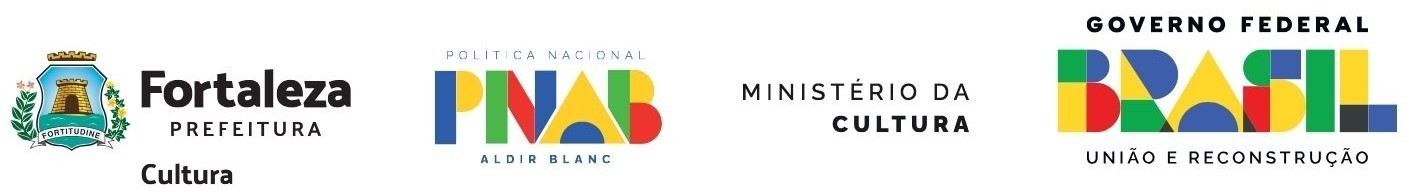 FORTITUDINE
Fortaleza
PREFEITURA
Cultura
POLÍTICA NACIONAL
PNAB
ALDIR BLANC
MINISTÉRIO DA
CULTURA
GOVERNO FEDERAL
BRASIL
UNIÃO E RECONSTRUÇÃO